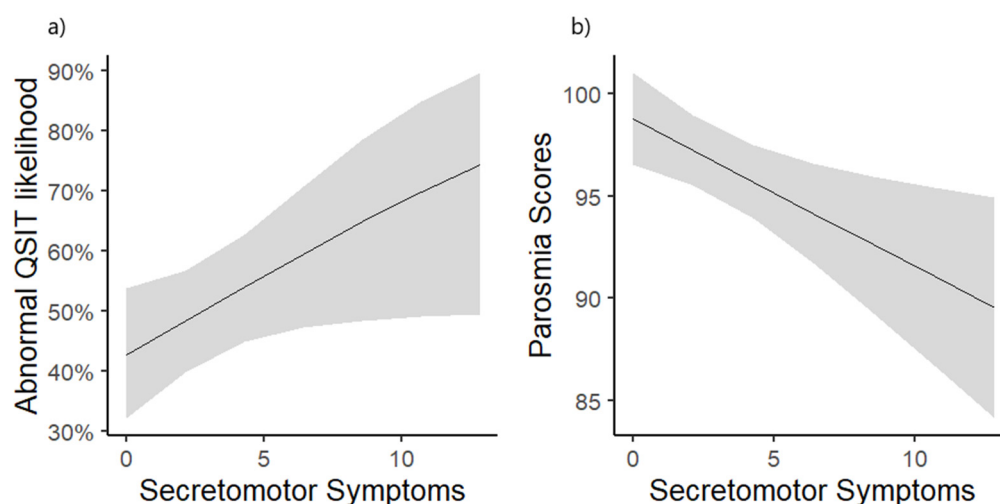 a)
Abnormal QSIT likelihood
90%
80%
70%
60%
50%
40%
30%
0 5 10
Secretomotor Symptoms
b)
Parosmia Scores
100
95
90
85
0 5 10
Secretomotor Symptoms